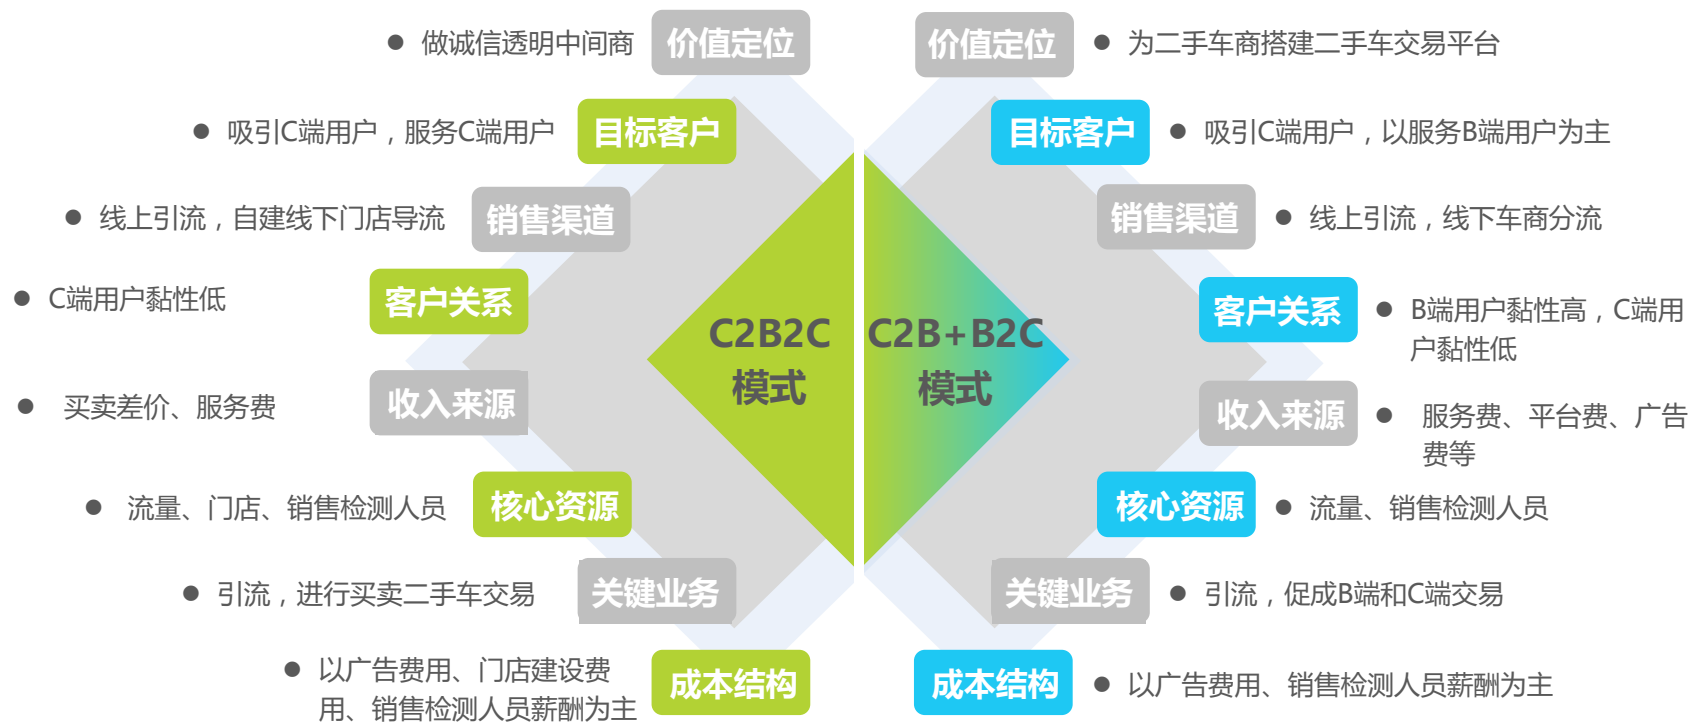 做诚信透明中间商
价值定位
吸引C端用户，服务C端用户
目标客户
线上引流，自建线下门店导流
销售渠道
C端用户黏性低
客户关系
买卖差价、服务费
收入来源
流量、门店、销售检测人员
核心资源
引流，进行买卖二手车交易
关键业务
以广告费用、门店建设费
用、销售检测人员薪酬为主
成本结构
C2B2C
模式
C2B+B2C
模式
价值定位
为二手车商搭建二手车交易平台
目标客户
吸引C端用户，以服务B端用户为主
销售渠道
线上引流，线下车商分流
客户关系
B端用户黏性高，C端用
户黏性低
收入来源
服务费、平台费、广告
费等
核心资源
流量、销售检测人员
关键业务
引流，促成B端和C端交易
成本结构
以广告费用、销售检测人员薪酬为主